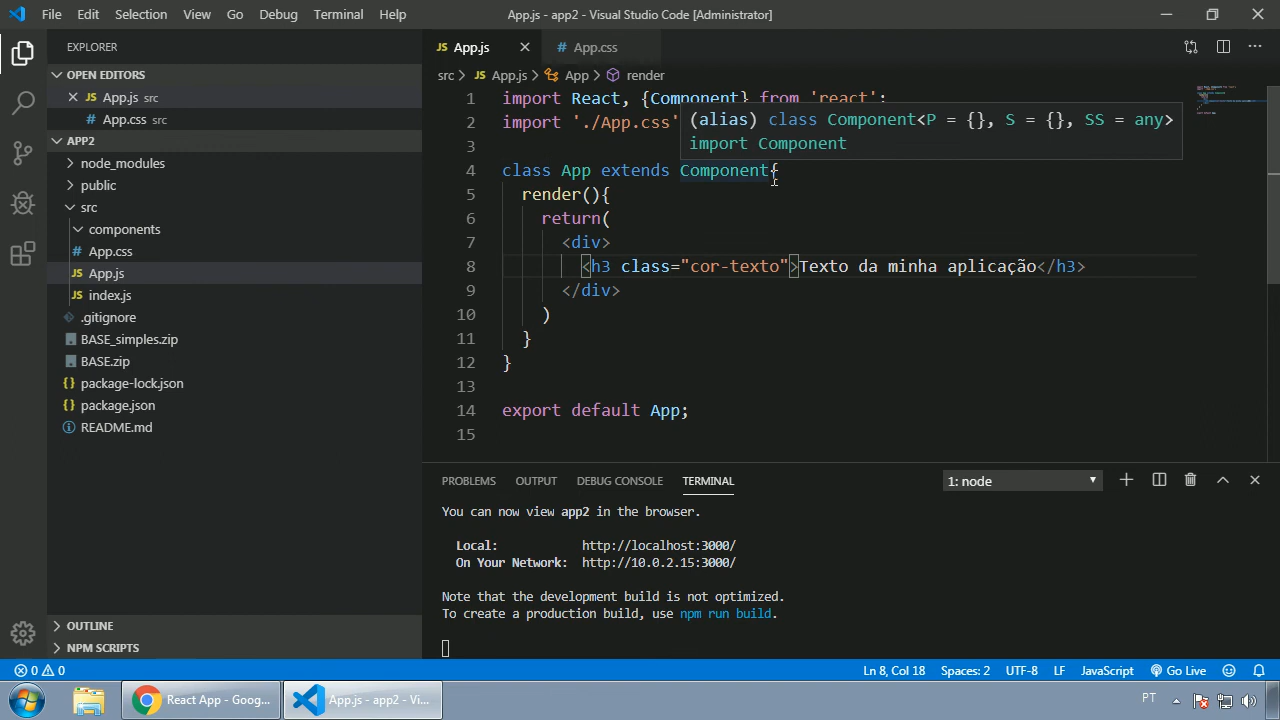 File Edit Selection View Go Debug Terminal Help
App.js - app2 - Visual Studio Code [Administrator]
EXPLORER
OPEN EDITORS
App.js src
App.css src
APP2
node_modules
public
src
components
App.css
App.js
index.js
.gitignore
BASE_simples.zip
BASE.zip
package-lock.json
package.json
README.md
OUTLINE
NPM SCRIPTS
App.js
App.css
src > App.js > App > render
1 import React, {Component} from 'react';
2 import './App.css'
(alias) class Component<P = {}, S = {}, SS = any>
import Component
3
4 class App extends Component{
5 render(){
6 return(
7 <div>
8 <h3 class="cor-texto">Texto da minha aplicação</h3>
9 </div>
10 )
11 }
12 }
13
14 export default App;
15
PROBLEMS OUTPUT DEBUG CONSOLE TERMINAL
1: node
You can now view app2 in the browser.
Local: http://localhost:3000/
On Your Network: http://10.0.2.15:3000/
Note that the development build is not optimized.
To create a production build, use npm run build.
0 0
Ln 8, Col 18 Spaces: 2 UTF-8 LF JavaScript Go Live
React App - Goog...
App.js - app2 - Vi...
PT